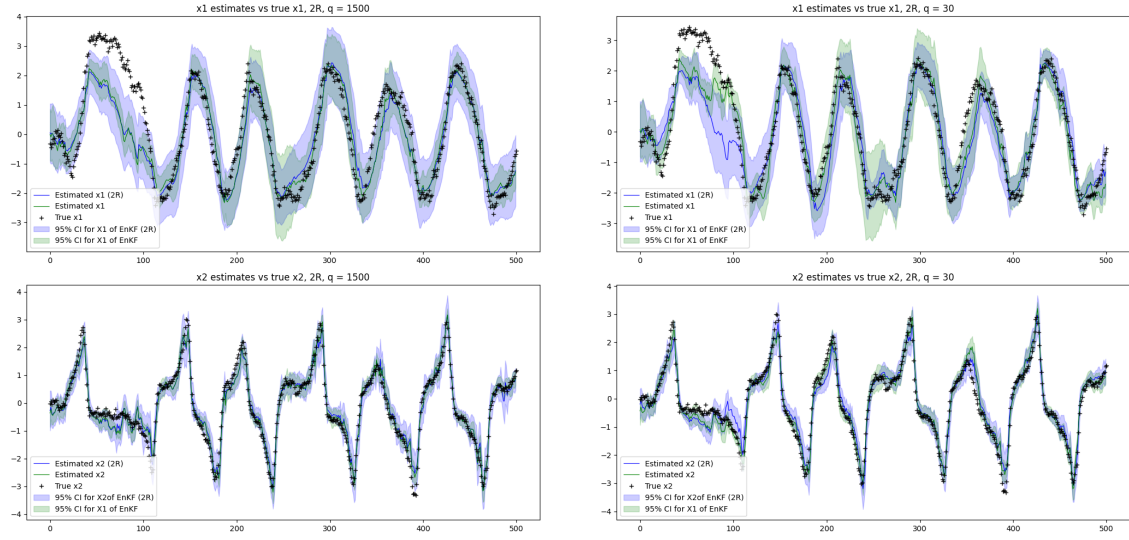 x1 estimates vs true x1, 2R, q = 1500
4
3
2
1
0
−1
−2
−3
Estimated x1 (2R)
Estimated x1
True x1
95% CI for X1 of EnKF (2R)
95% CI for X1 of EnKF
0 100 200 300 400 500
x1 estimates vs true x1, 2R, q = 30
3
2
1
0
−1
−2
−3
Estimated x1 (2R)
Estimated x1
True x1
95% CI for X1 of EnKF (2R)
95% CI for X1 of EnKF
0 100 200 300 400 500
x2 estimates vs true x2, 2R, q = 1500
4
3
2
1
0
−1
−2
−3
−4
Estimated x2 (2R)
Estimated x2
True x2
95% CI for X2of EnKF (2R)
95% CI for X1 of EnKF
0 100 200 300 400 500
x2 estimates vs true x2, 2R, q = 30
4
3
2
1
0
−1
−2
−3
−4
Estimated x2 (2R)
Estimated x2
True x2
95% CI for X2of EnKF (2R)
95% CI for X1 of EnKF
0 100 200 300 400 500